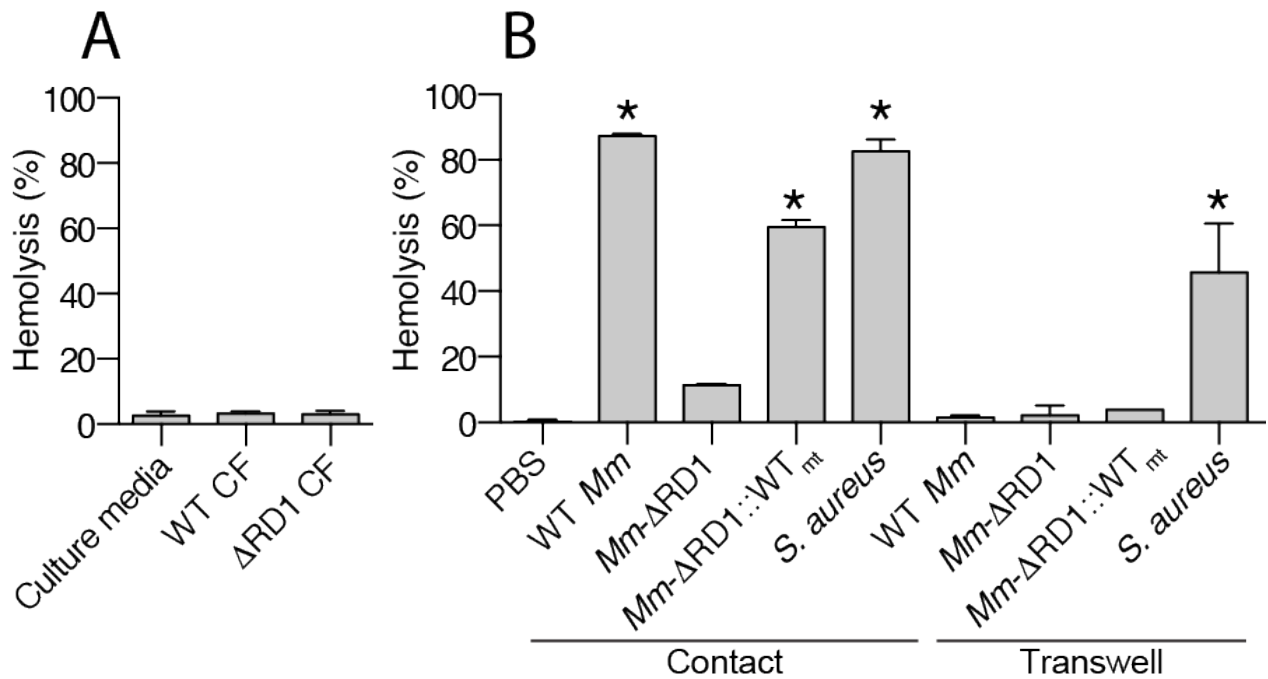 A
Hemolysis (%)
100
80
60
40
20
0
Culture media
WT CF
ΔRD1 CF
B
Hemolysis (%)
100
80
60
40
20
0
*
*
*
*
PBS
WT Mm
Mm-ΔRD1
Mm-ΔRD1::WTmt
S. aureus
WT Mm
Mm-ΔRD1
Mm-ΔRD1::WTmt
S. aureus
Contact
Transwell